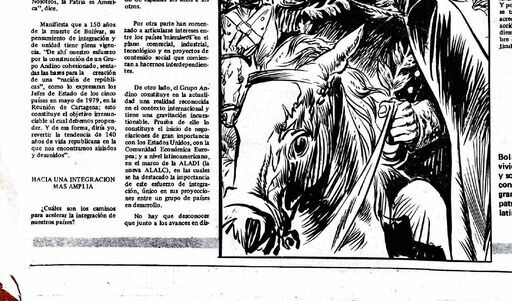 Nosotros, la Patria es Améri-
ca", dice.
Manifiesta que a 150 años
de la muerte de Bolívar, su
pensamiento de integración y
de unidad tiene plena vigen-
cia. "De ahí nuestro esfuerzo
por la construcción de un Gru-
po Andino cohesionado, senta-
das las bases para la creación
de una "nación de repúbli-
cas", como lo expresaran los
Jefes de Estado de los cinco
países en mayo de 1979, en la
Reunión de Cartagena; esto
constituye el objetivo irrenun-
ciable al cual debemos propen-
der. Y de esa forma, diría yo,
revertir la tendencia de 140
años de vida republicana en la
que nos encontramos aislados
y desunidos".
HACIA UNA INTEGRACION
MAS AMPLIA
¿Cuáles son los caminos
para acelerar la integración de
nuestros países?
otros.
Por otra parte han comen-
zado a articularse intereses en-
tre los países miembros en el
plano comercial, industrial,
tecnológico y en proyectos de
contenido social que comien-
zan a hacernos interdependien-
tes.
De otro lado, el Grupo An-
dino constituye en la actuali-
dad una realidad reconocida
en el contexto internacional y
tiene una gravitación incues-
tionable. Prueba de ello lo
constituye el inicio de nego-
ciaciones de gran importancia
con los Estados Unidos, con la
Comunidad Económica Euro-
pea; y a nivel latinoamericano,
en el marco de la ALADI (la
nueva ALALC), en las cuales
se ha destacado la importancia
de este esfuerzo de integra-
ción, único en sus proyeccio-
nes entre un grupo de países
en desarrollo.
No hay que desconocer
que junto a los avances en dis-
Bol
vivi
y so
con
gra
patr
lati